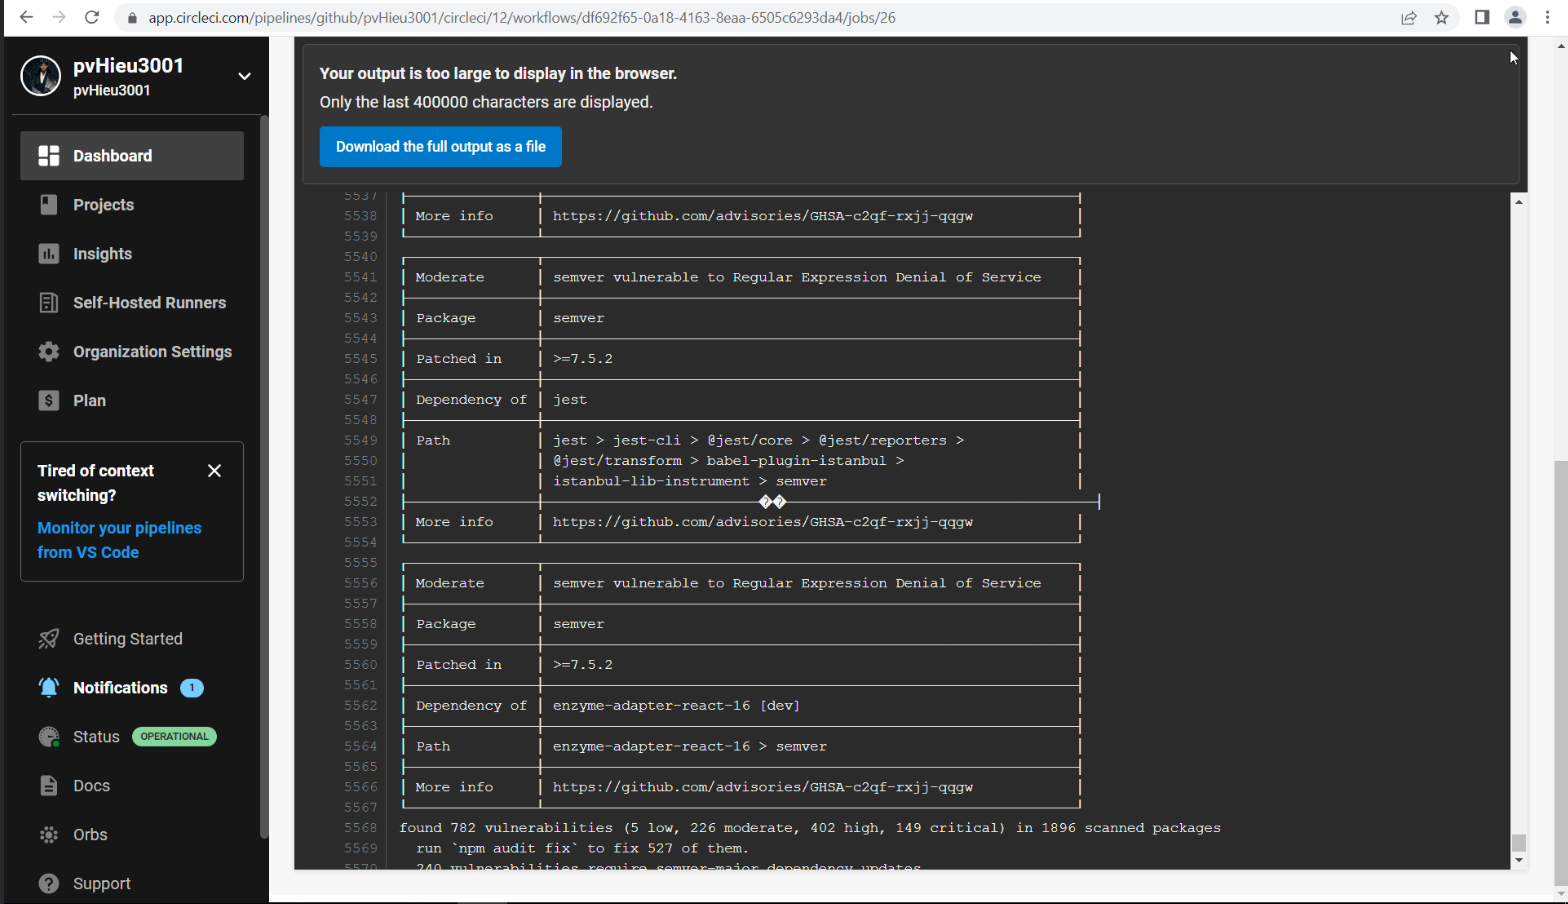 app.circleci.com/pipelines/github/pvHieu3001/circleci/12/workflows/df692f65-0a18-4163-8eaa-6505c6293da4/jobs/26
pvHieu3001
pvHieu3001
Dashboard
Projects
Insights
Self-Hosted Runners
Organization Settings
Plan
Tired of context
switching?
Monitor your pipelines
from VS Code
Getting Started
Notifications 1
Status OPERATIONAL
Docs
Orbs
Support
Your output is too large to display in the browser.
Only the last 400000 characters are displayed.
Download the full output as a file
5537
5538 More info https://github.com/advisories/GHSA-c2qf-rxjj-qqgw
5539
5540
5541 Moderate semver vulnerable to Regular Expression Denial of Service
5542
5543 Package semver
5544
5545 Patched in >=7.5.2
5546
5547 Dependency of jest
5548
5549 Path jest > jest-cli > @jest/core > @jest/reporters >
5550 @jest/transform > babel-plugin-istanbul >
5551 istanbul-lib-instrument > semver
5552 ��
5553 More info https://github.com/advisories/GHSA-c2qf-rxjj-qqgw
5554
5555
5556 Moderate semver vulnerable to Regular Expression Denial of Service
5557
5558 Package semver
5559
5560 Patched in >=7.5.2
5561
5562 Dependency of enzyme-adapter-react-16 [dev]
5563
5564 Path enzyme-adapter-react-16 > semver
5565
5566 More info https://github.com/advisories/GHSA-c2qf-rxjj-qqgw
5567
5568 found 782 vulnerabilities (5 low, 226 moderate, 402 high, 149 critical) in 1896 scanned packages
5569 run `npm audit fix` to fix 527 of them.
5570 240 vulnerabilities require semver-major dependency updates.